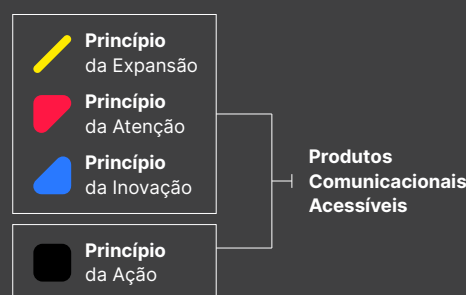 Princípio
da Expansão
Princípio
da Atenção
Princípio
da Inovação
Princípio
da Ação
Produtos
Comunicacionais
Acessíveis